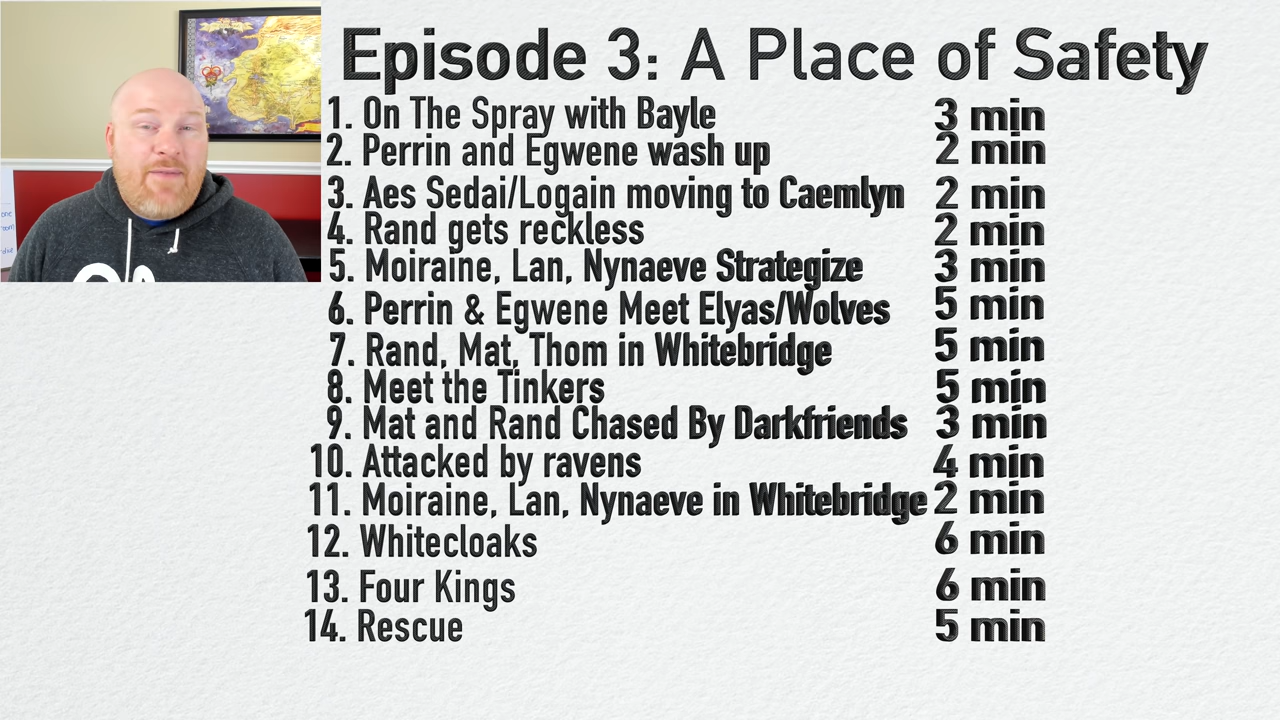 Episode 3: A Place of Safety
1. On The Spray with Bayle 3 min
2. Perrin and Egwene wash up 2 min
3. Aes Sedai/Logain moving to Caemlyn 2 min
4. Rand gets reckless 2 min
5. Moiraine, Lan, Nynaeve Strategize 3 min
6. Perrin & Egwene Meet Elyas/Wolves 5 min
7. Rand, Mat, Thom in Whitebridge 5 min
8. Meet the Tinkers 5 min
9. Mat and Rand Chased By Darkfriends 3 min
10. Attacked by ravens 4 min
11. Moiraine, Lan, Nynaeve in Whitebridge 2 min
12. Whitecloaks 6 min
13. Four Kings 6 min
14. Rescue 5 min